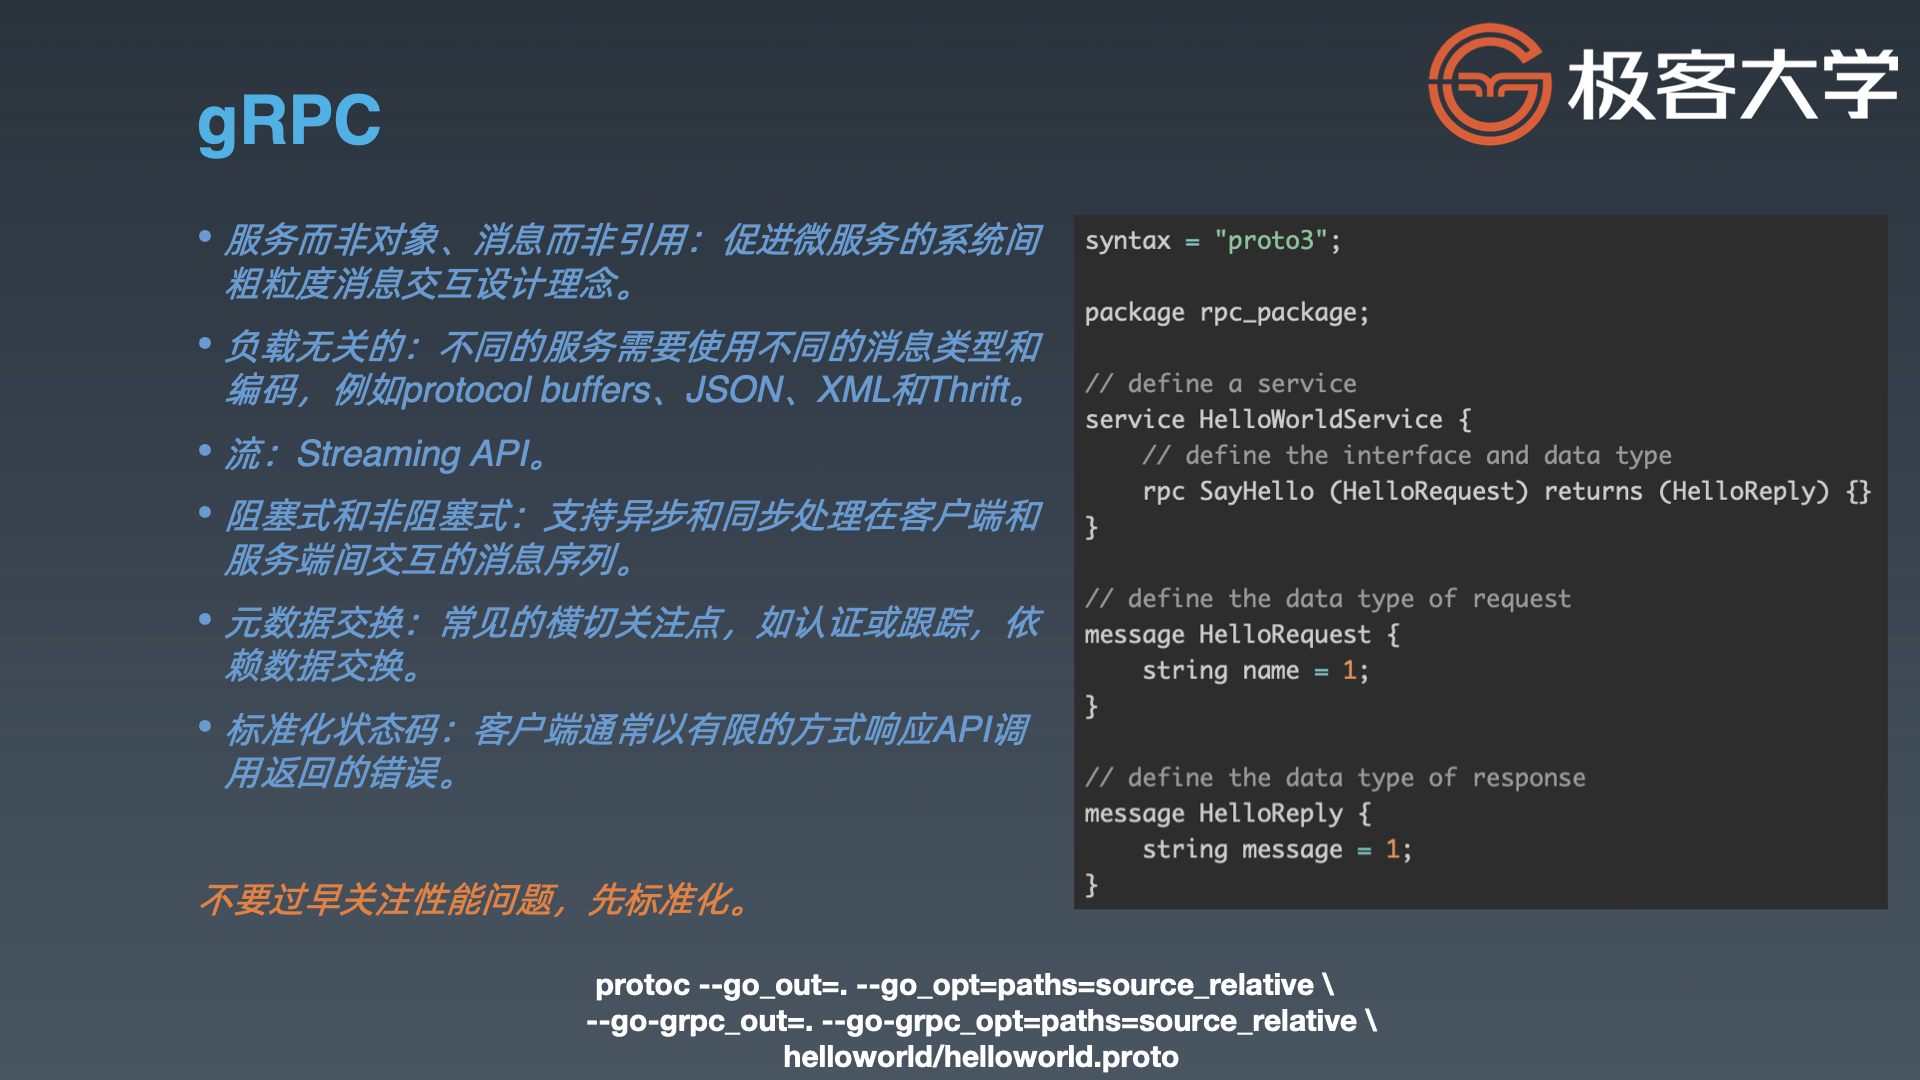 极客大学
gRPC
• 服务而非对象、消息而非引用：促进微服务的系统间
粗粒度消息交互设计理念。
• 负载无关的：不同的服务需要使用不同的消息类型和
编码，例如protocol buffers、JSON、XML和Thrift。
• 流：Streaming API。
• 阻塞式和非阻塞式：支持异步和同步处理在客户端和
服务端间交互的消息序列。
• 元数据交换：常见的横切关注点，如认证或跟踪，依
赖数据交换。
• 标准化状态码：客户端通常以有限的方式响应API调
用返回的错误。
不要过早关注性能问题，先标准化。
syntax = "proto3";
package rpc_package;
// define a service
service HelloWorldService {
    // define the interface and data type
    rpc SayHello (HelloRequest) returns (HelloReply) {}
}
// define the data type of request
message HelloRequest {
    string name = 1;
}
// define the data type of response
message HelloReply {
    string message = 1;
}
protoc --go_out=. --go_opt=paths=source_relative \
--go-grpc_out=. --go-grpc_opt=paths=source_relative \
helloworld/helloworld.proto